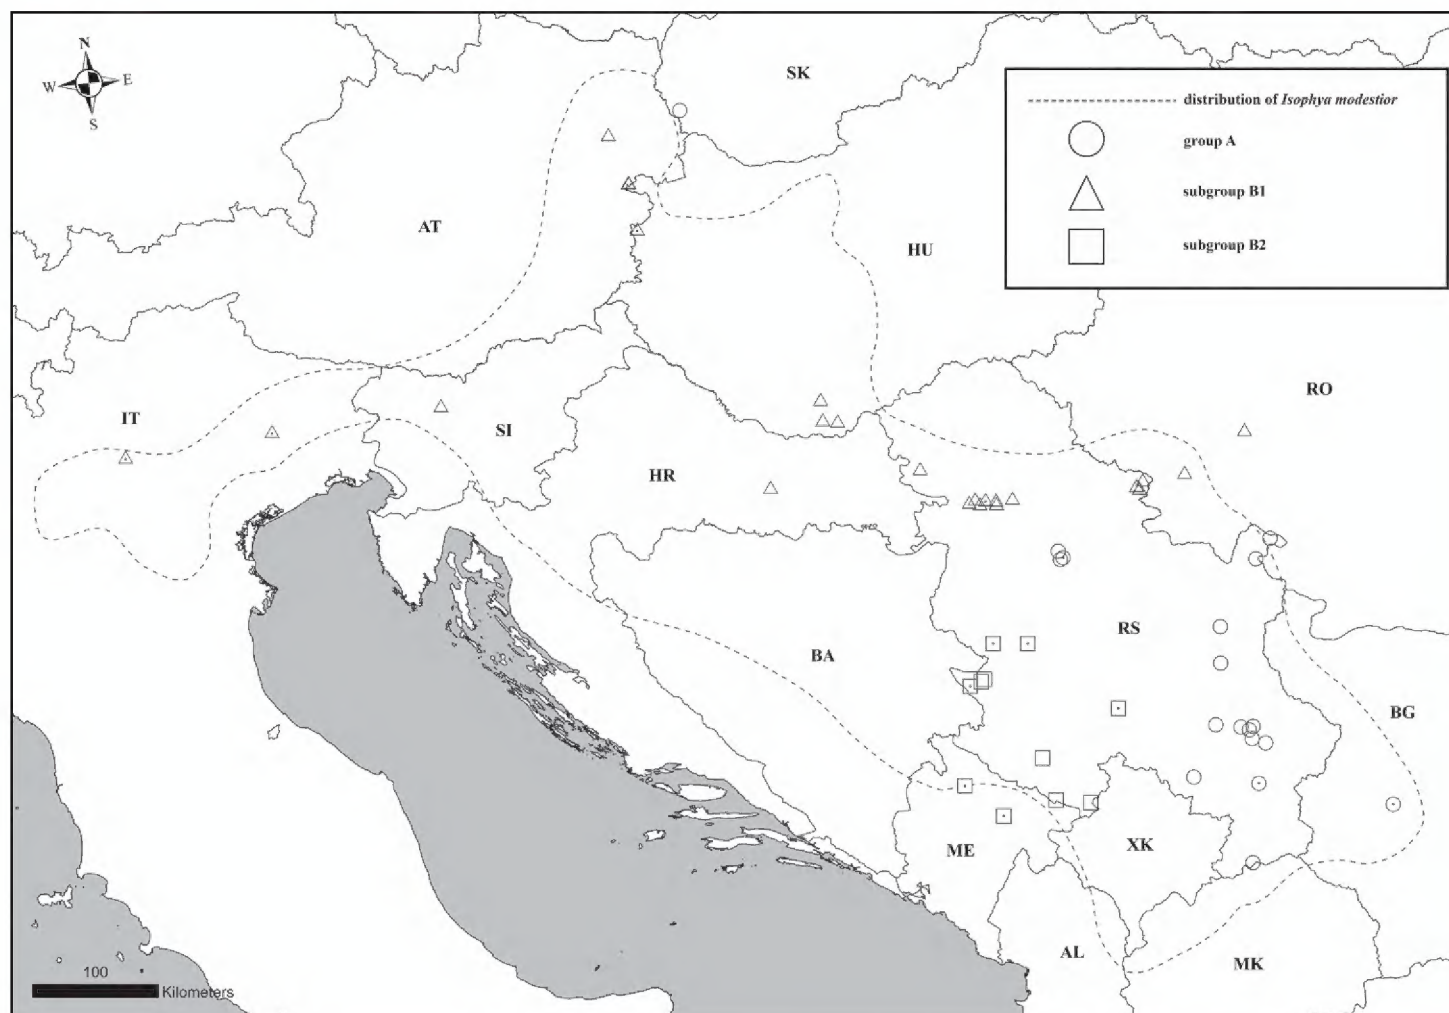 N
W E
S
SK
distribution of Isophya modestior
group A
subgroup B1
subgroup B2
AT
HU
RO
IT
SI
HR
BA
RS
BG
ME
XK
AL
MK
100
Kilometers